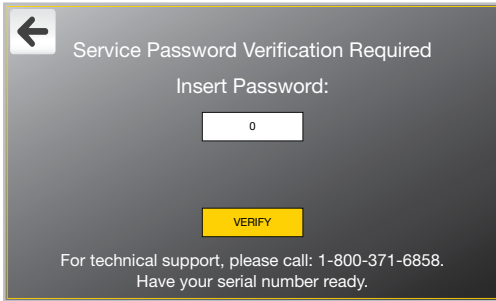 Service Password Verification Required
Insert Password:
0
VERIFY
For technical support, please call: 1-800-371-6858.
Have your serial number ready.